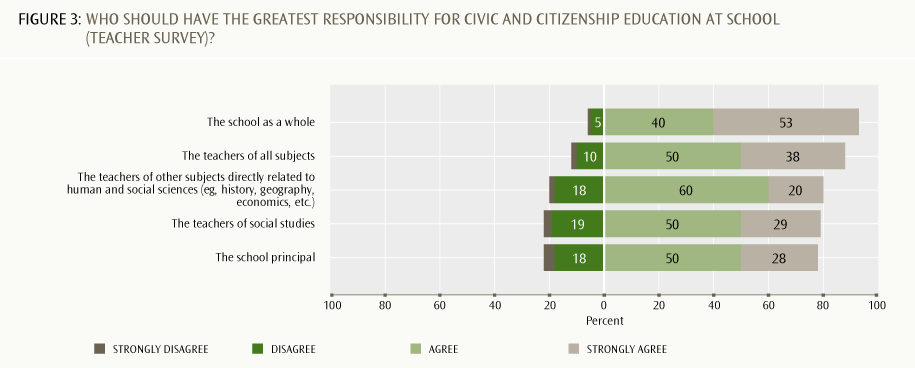 FIGURE 3: WHO SHOULD HAVE THE GREATEST RESPONSIBILITY FOR CIVIC AND CITIZENSHIP EDUCATION AT SCHOOL
(TEACHER SURVEY)?
The school as a whole 5 40 53
The teachers of all subjects 10 50 38
The teachers of other subjects directly related to
human and social sciences (eg, history, geography, 18 60 20
economics, etc.)
The teachers of social studies 19 50 29
The school principal 18 50 28
100 80 60 40 20 0 20 40 60 80 100
Percent
STRONGLY DISAGREE DISAGREE AGREE STRONGLY AGREE